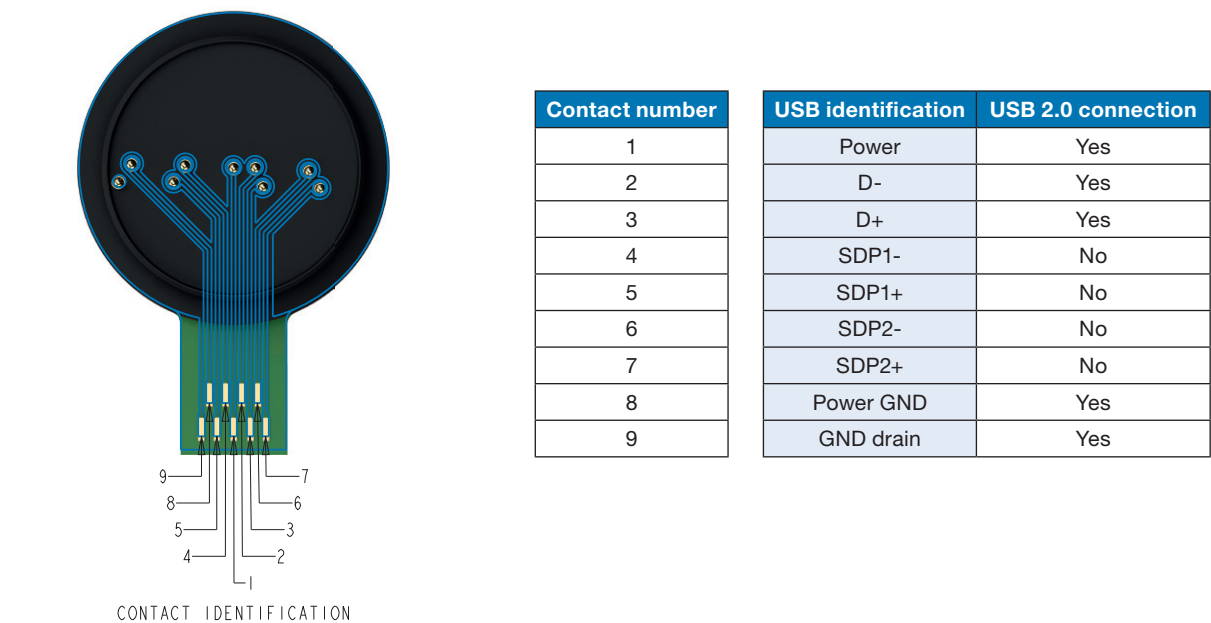 Contact number USB identification USB 2.0 connection
1 Power Yes
2 D- Yes
3 D+ Yes
4 SDP1- No
5 SDP1+ No
6 SDP2- No
7 SDP2+ No
8 Power GND Yes
9 GND drain Yes
9 7
8 6
5 3
4 2
1
CONTACT IDENTIFICATION